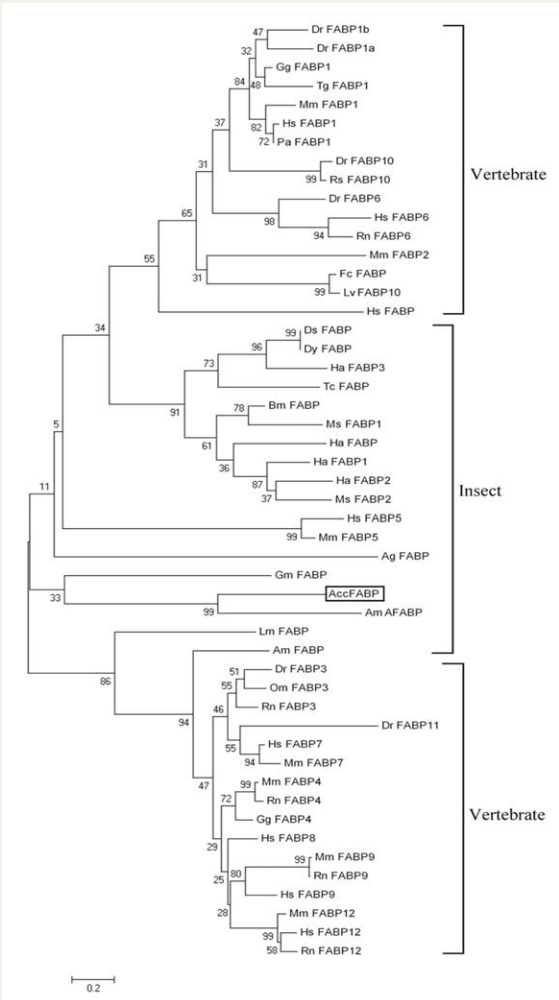 Dr FABP1b
47
Dr FABP1a
32
Gg FABP1
84
48
Tg FABP1
Mm FABP1
37
82
Hs FABP1
72
Pa FABP1
Dr FABP10
31
99
Rs FABP10
Dr FABP6
65
98
Hs FABP6
94
Rn FABP6
55
Mm FABP2
31
Fc FABP
99
Lv FABP10
Hs FABP
Vertebrate
34
99
Ds FABP
96
Dy FABP
73
Ha FABP3
Tc FABP
91
78
Bm FABP
Ms FABP1
61
Ha FABP
36
Ha FABP1
87
Ha FABP2
37
Ms FABP2
5
Hs FABP5
99
Mm FABP5
11
Ag FABP
Gm FABP
33
AccFABP
99
Am AFABP
Lm FABP
86
Am FABP
Insect
51
Dr FABP3
55
Om FABP3
46
Rn FABP3
94
Dr FABP11
55
Hs FABP7
94
Mm FABP7
47
99
Mm FABP4
72
Rn FABP4
Gg FABP4
29
Hs FABP8
25
99
Mm FABP9
80
Rn FABP9
Hs FABP9
28
Mm FABP12
99
Hs FABP12
58
Rn FABP12
Vertebrate
0.2